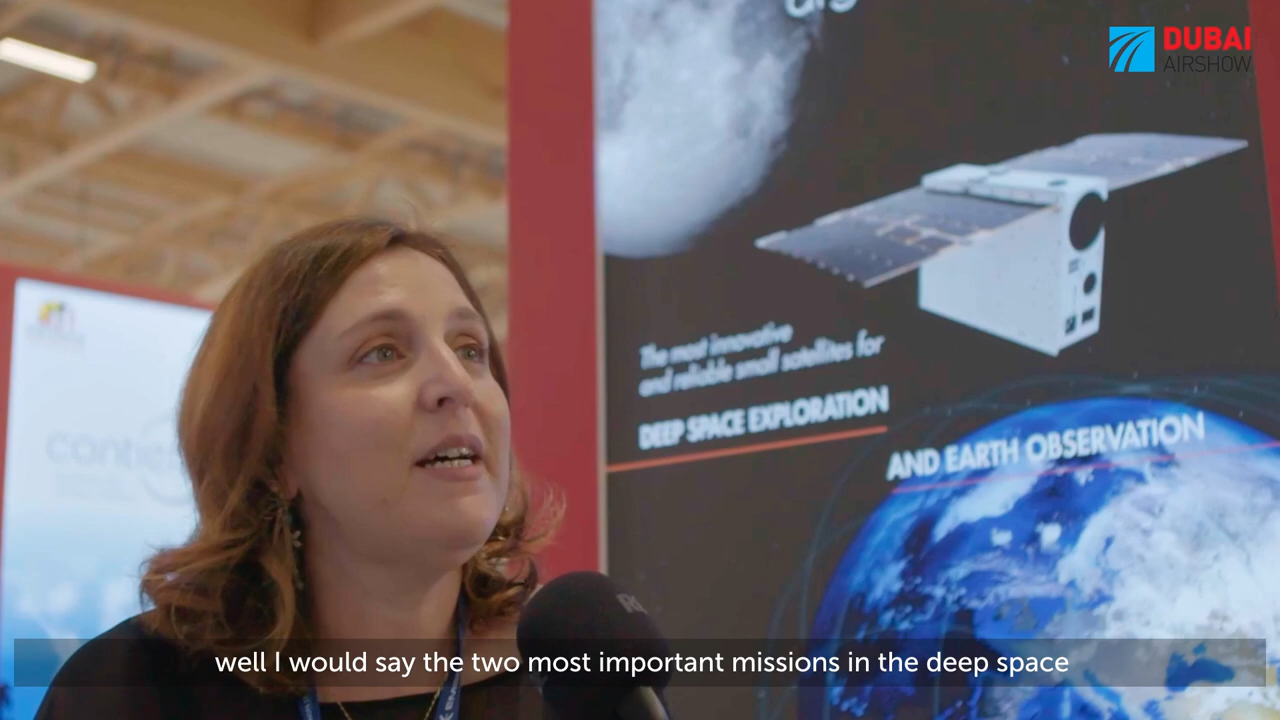 DUBAI
AIRSHOW
The most innovative
and reliable small satellites for
DEEP SPACE EXPLORATION
AND EARTH OBSERVATION
well I would say the two most important missions in the deep space